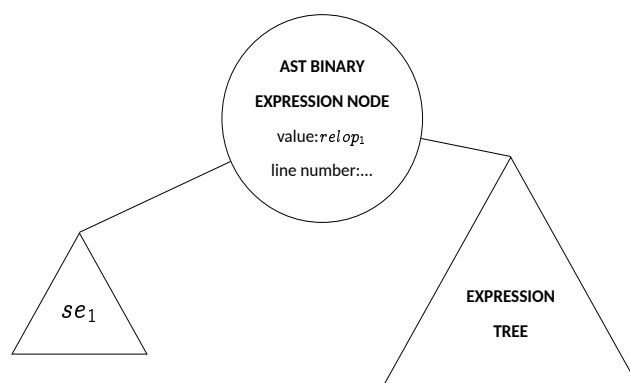 AST BINARY
EXPRESSION NODE
value:relop₁
line number:...
se₁
EXPRESSION
TREE